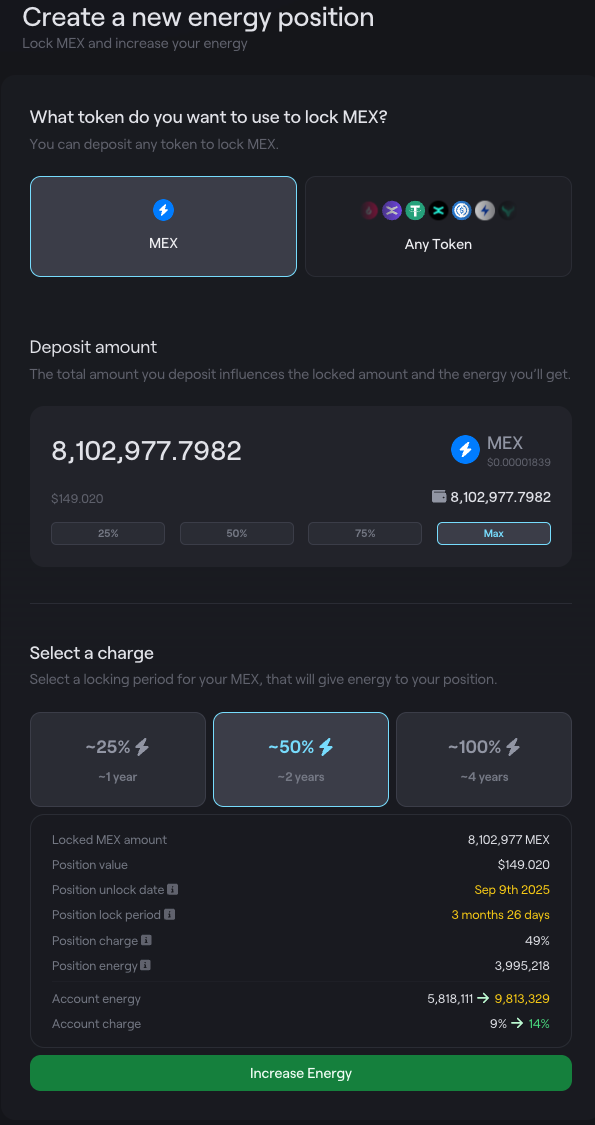 Create a new energy position
Lock MEX and increase your energy
What token do you want to use to lock MEX?
You can deposit any token to lock MEX.
MEX
Any Token
Deposit amount
The total amount you deposit influences the locked amount and the energy you'll get.
8,102,977.7982
MEX
$0.00001839
$149.020
8,102,977.7982
25%
50%
75%
Max
Select a charge
Select a locking period for your MEX, that will give energy to your position.
~25%
~1 year
~50%
~2 years
~100%
~4 years
Locked MEX amount 8,102,977 MEX
Position value $149.020
Position unlock date Sep 9th 2025
Position lock period 3 months 26 days
Position charge 49%
Position energy 3,995,218
Account energy 5,818,111 → 9,813,329
Account charge 9% → 14%
Increase Energy